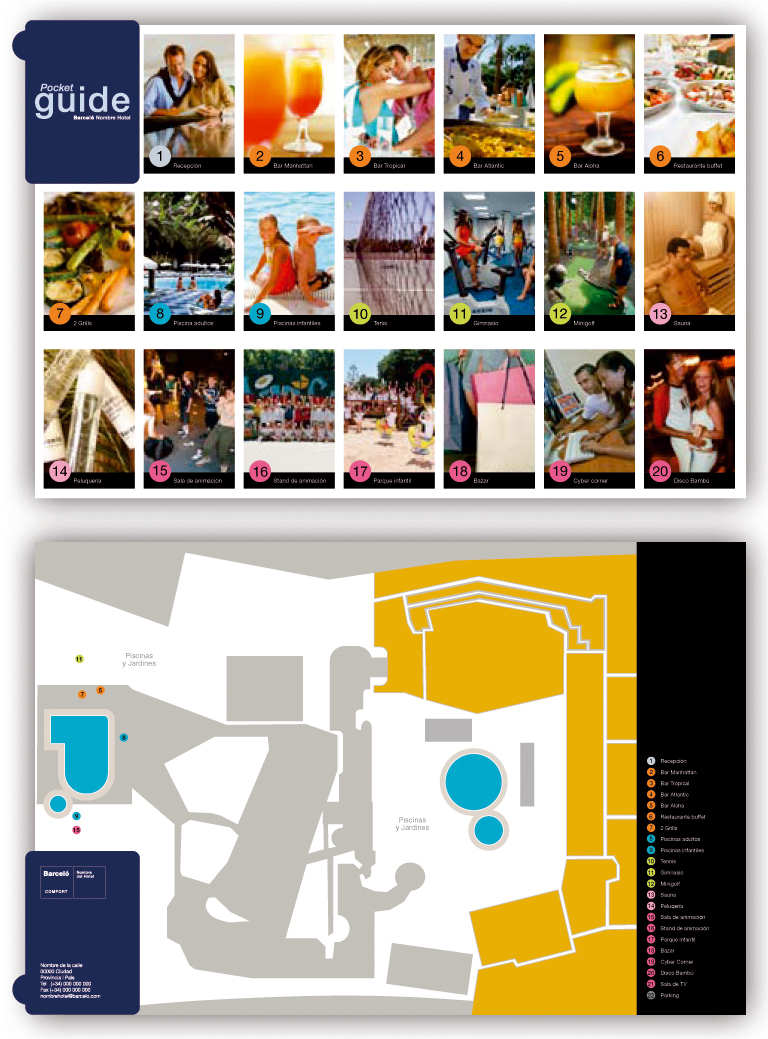 Pocket
guide
Barceló Nombre Hotel
1 Recepción
2 Bar Manhattan
3 Bar Tropical
4 Bar Atlantic
5 Bar Aloha
6 Restaurante buffet
7 2 Grills
8 Piscina adultos
9 Piscinas infantiles
10 Tenis
11 Gimnasio
12 Minigolf
13 Sauna
14 Peluquería
15 Sala de animación
16 Stand de animación
17 Parque infantil
18 Bazar
19 Cyber corner
20 Disco Bambú
11
Piscinas
y Jardines
7
5
8
9
15
Piscinas
y Jardines
Barceló
COMFORT
Nombre
del Hotel
Nombre de la calle
00000 Ciudad
Provincia : País
Tel (+34) 000 000 000
Fax (+34) 000 000 000
nombrehotel@barcelo.com
1 Recepción
2 Bar Manhattan
3 Bar Tropical
4 Bar Atlantic
5 Bar Aloha
6 Restaurante buffet
7 2 Grills
8 Piscinas adultos
9 Piscinas infantiles
10 Tennis
11 Gimnasio
12 Minigolf
13 Sauna
14 Peluqería
15 Sala de animación
16 Stand de animación
17 Parque infantil
18 Bazar
19 Cyber Corner
20 Disco Bambú
21 Sala de TV
22 Parking